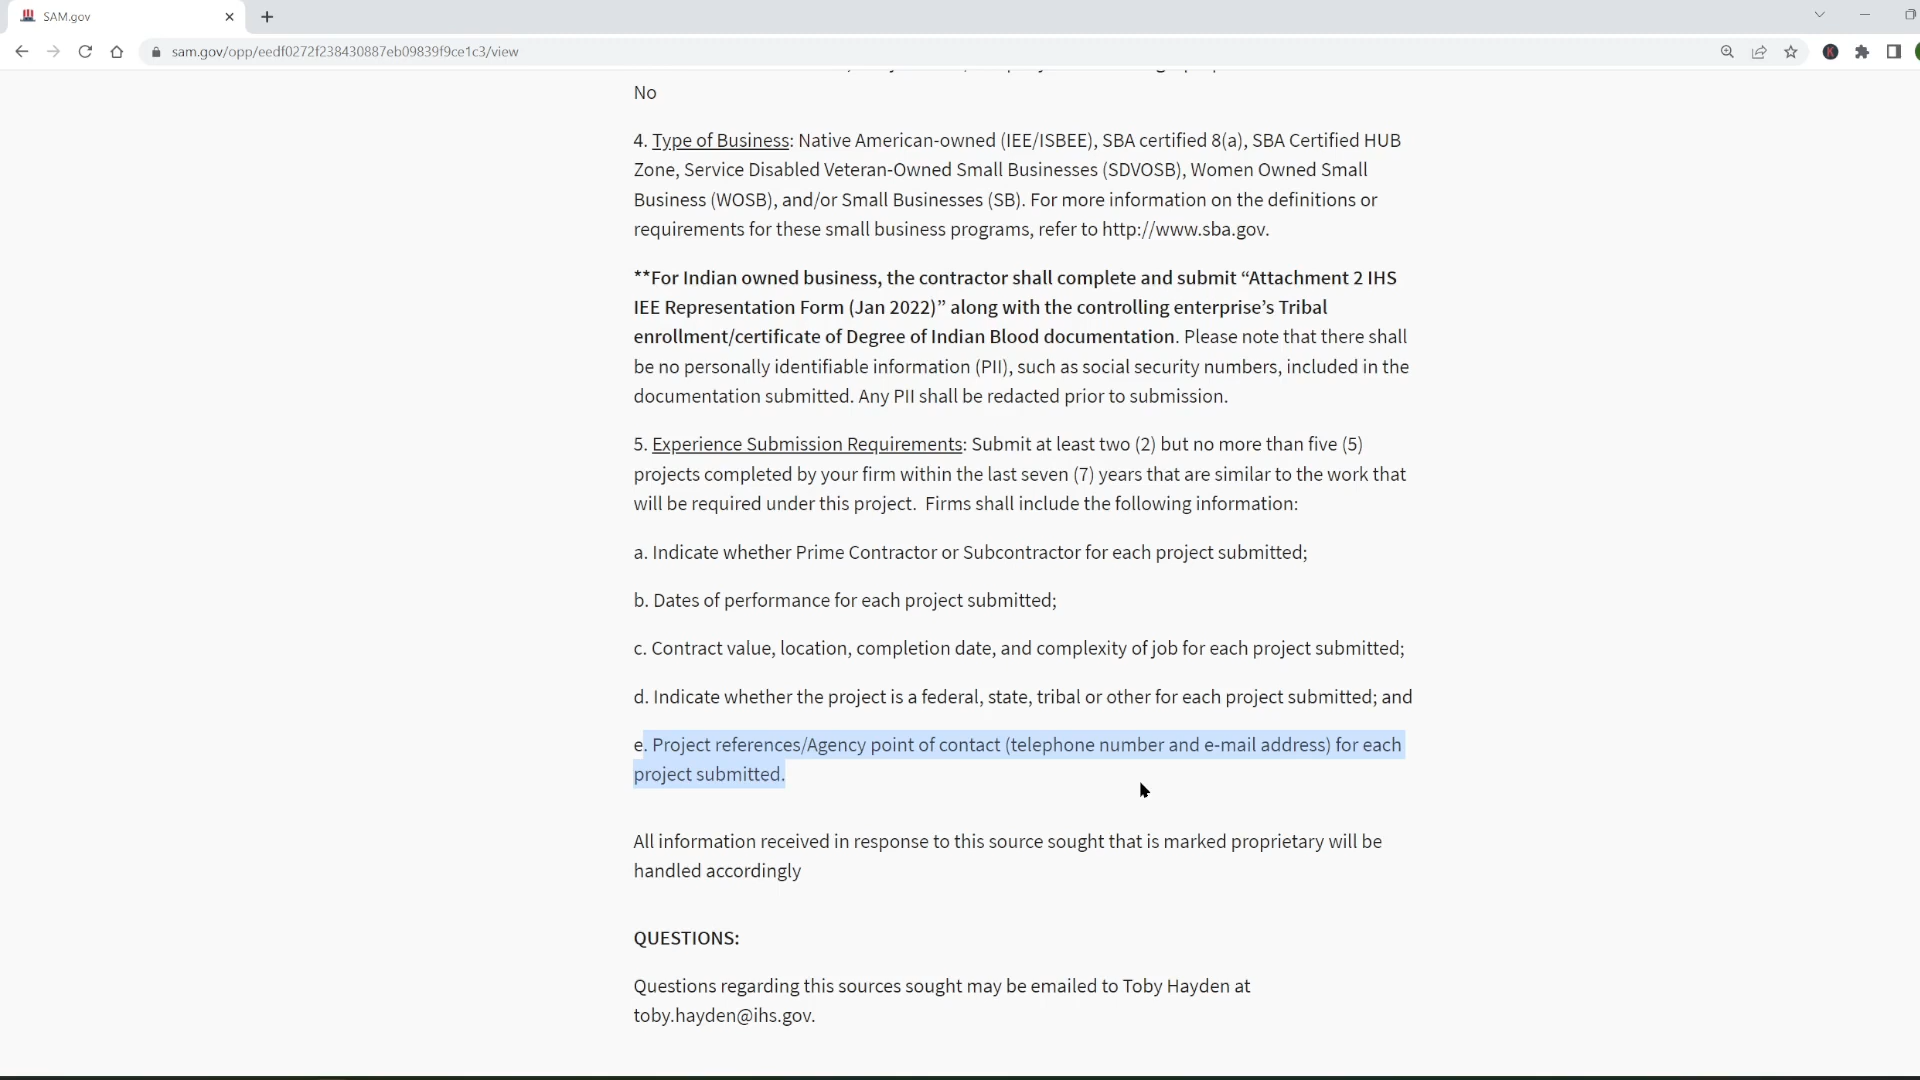 SAM.gov
sam.gov/opp/eedf0272f238430887eb09839f9ce1c3/view
K
No
4. Type of Business: Native American-owned (IEE/ISBEE), SBA certified 8(a), SBA Certified HUB
Zone, Service Disabled Veteran-Owned Small Businesses (SDVOSB), Women Owned Small
Business (WOSB), and/or Small Businesses (SB). For more information on the definitions or
requirements for these small business programs, refer to http://www.sba.gov.
**For Indian owned business, the contractor shall complete and submit “Attachment 2 IHS
IEE Representation Form (Jan 2022)” along with the controlling enterprise’s Tribal
enrollment/certificate of Degree of Indian Blood documentation. Please note that there shall
be no personally identifiable information (PII), such as social security numbers, included in the
documentation submitted. Any PII shall be redacted prior to submission.
5. Experience Submission Requirements: Submit at least two (2) but no more than five (5)
projects completed by your firm within the last seven (7) years that are similar to the work that
will be required under this project.  Firms shall include the following information:
a. Indicate whether Prime Contractor or Subcontractor for each project submitted;
b. Dates of performance for each project submitted;
c. Contract value, location, completion date, and complexity of job for each project submitted;
d. Indicate whether the project is a federal, state, tribal or other for each project submitted; and
e. Project references/Agency point of contact (telephone number and e-mail address) for each
project submitted.
All information received in response to this source sought that is marked proprietary will be
handled accordingly
QUESTIONS:
Questions regarding this sources sought may be emailed to Toby Hayden at
toby.hayden@ihs.gov.